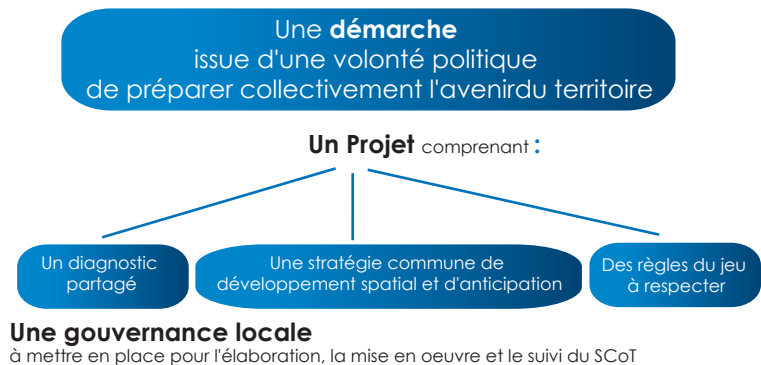 Une démarche
issue d'une volonté politique
de préparer collectivement l'avenirdu territoire
Un Projet comprenant :
Un diagnostic
partagé
Une stratégie commune de
développement spatial et d'anticipation
Des règles du jeu
à respecter
Une gouvernance locale
à mettre en place pour l'élaboration, la mise en oeuvre et le suivi du SCoT